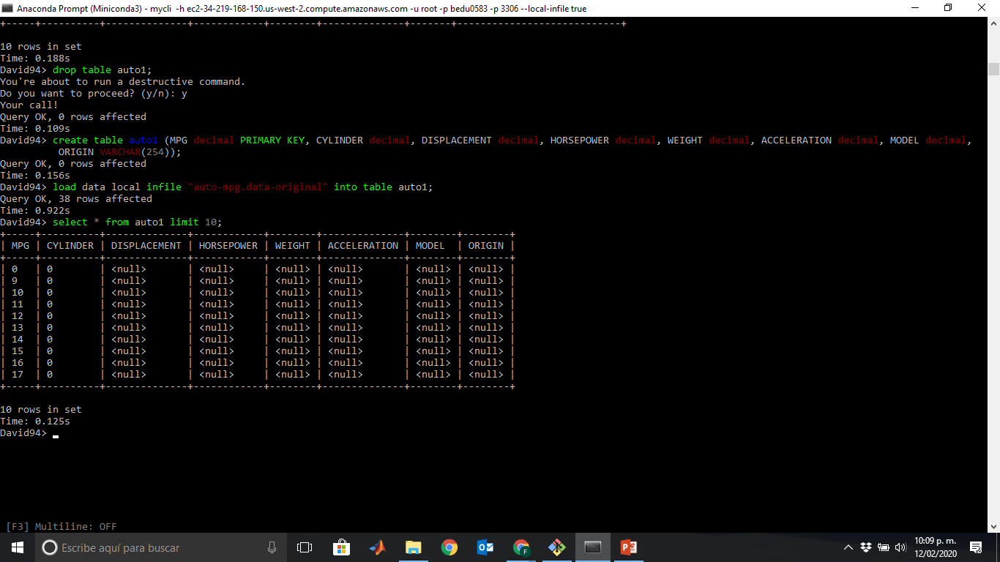 Anaconda Prompt (Miniconda3) - mycli -h ec2-34-219-168-150.us-west-2.compute.amazonaws.com -u root -p bedu0583 -p 3306 --local-infile true
+-----+----------+--------------+------------+--------+--------------+-------+----------------------------+
10 rows in set
Time: 0.188s
David94> drop table auto1;
You're about to run a destructive command.
Do you want to proceed? (y/n): y
Your call!
Query OK, 0 rows affected
Time: 0.109s
David94> create table auto1 (MPG decimal PRIMARY KEY, CYLINDER decimal, DISPLACEMENT decimal, HORSEPOWER decimal, WEIGHT decimal, ACCELERATION decimal, MODEL decimal,
ORIGIN VARCHAR(254));
Query OK, 0 rows affected
Time: 0.156s
David94> load data local infile "auto-mpg.data-original" into table auto1;
Query OK, 38 rows affected
Time: 0.922s
David94> select * from auto1 limit 10;
+-----+----------+--------------+------------+--------+--------------+--------+--------+
| MPG | CYLINDER | DISPLACEMENT | HORSEPOWER | WEIGHT | ACCELERATION | MODEL  | ORIGIN |
+-----+----------+--------------+------------+--------+--------------+--------+--------+
| 0   | 0        | <null>       | <null>     | <null> | <null>       | <null> | <null> |
| 9   | 0        | <null>       | <null>     | <null> | <null>       | <null> | <null> |
| 10  | 0        | <null>       | <null>     | <null> | <null>       | <null> | <null> |
| 11  | 0        | <null>       | <null>     | <null> | <null>       | <null> | <null> |
| 12  | 0        | <null>       | <null>     | <null> | <null>       | <null> | <null> |
| 13  | 0        | <null>       | <null>     | <null> | <null>       | <null> | <null> |
| 14  | 0        | <null>       | <null>     | <null> | <null>       | <null> | <null> |
| 15  | 0        | <null>       | <null>     | <null> | <null>       | <null> | <null> |
| 16  | 0        | <null>       | <null>     | <null> | <null>       | <null> | <null> |
| 17  | 0        | <null>       | <null>     | <null> | <null>       | <null> | <null> |
+-----+----------+--------------+------------+--------+--------------+--------+--------+
10 rows in set
Time: 0.125s
David94>
[F3] Multiline: OFF
Escribe aquí para buscar
10:09 p. m.
12/02/2020